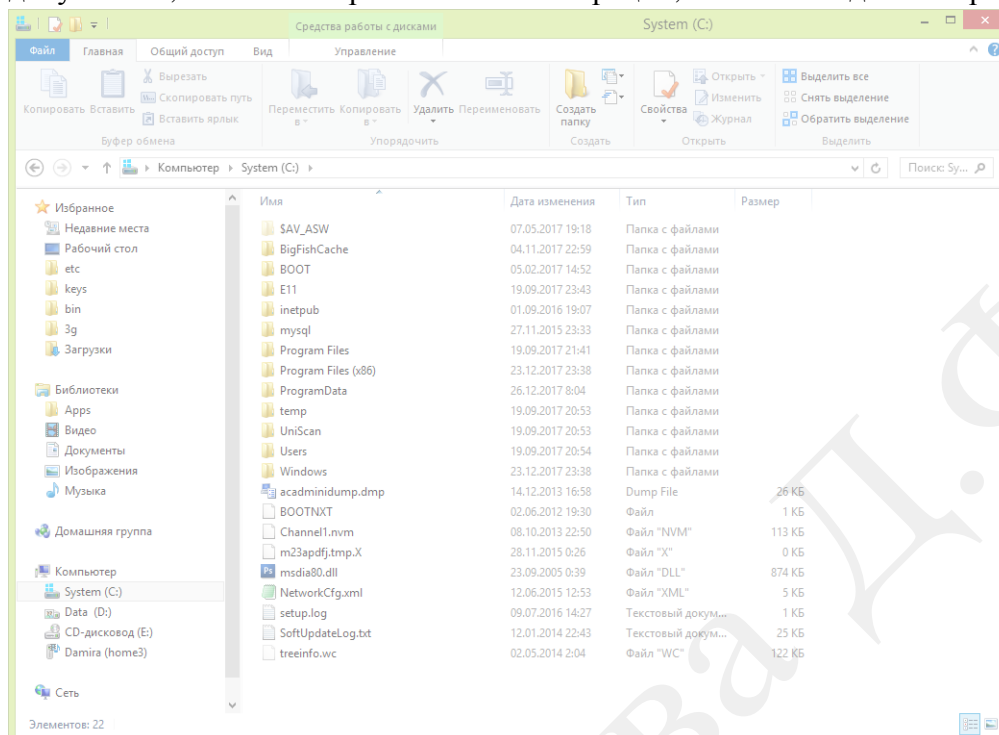 Средства работы с дисками System (C:)
Файл Главная Общий доступ Вид Управление
Копировать Вставить Вырезать Скопировать путь Вставить ярлык
Переместить в Копировать в Удалить Переименовать
Создать папку Свойства Открыть Изменить Журнал
Выделить все Снять выделение Обратить выделение
Буфер обмена Упорядочить Создать Открыть Выделить
Компьютер System (C:) Поиск: Sy...
Избранное
Недавние места
Рабочий стол
etc
keys
bin
3g
Загрузки
Библиотеки
Apps
Видео
Документы
Изображения
Музыка
Домашняя группа
Компьютер
System (C:)
Data (D:)
CD-дисковод (E:)
Damira (home3)
Сеть
Имя Дата изменения Тип Размер
$AV_ASW 07.05.2017 19:18 Папка с файлами
BigFishCache 04.11.2017 22:59 Папка с файлами
BOOT 05.02.2017 14:52 Папка с файлами
E11 19.09.2017 23:43 Папка с файлами
inetpub 01.09.2016 19:07 Папка с файлами
mysql 27.11.2015 23:33 Папка с файлами
Program Files 19.09.2017 21:41 Папка с файлами
Program Files (x86) 23.12.2017 23:38 Папка с файлами
ProgramData 26.12.2017 8:04 Папка с файлами
temp 19.09.2017 20:53 Папка с файлами
UniScan 19.09.2017 20:53 Папка с файлами
Users 19.09.2017 20:54 Папка с файлами
Windows 23.12.2017 23:38 Папка с файлами
acadminidump.dmp 14.12.2013 16:58 Dump File 26 КБ
BOOTNXT 02.06.2012 19:30 Файл 1 КБ
Channel1.nvm 08.10.2013 22:50 Файл "NVM" 113 КБ
m23apdfj.tmp.X 28.11.2015 0:26 Файл "X" 0 КБ
msdia80.dll 23.09.2005 0:39 Файл "DLL" 874 КБ
NetworkCfg.xml 12.06.2015 12:53 Файл "XML" 5 КБ
setup.log 09.07.2016 14:27 Текстовый докум... 1 КБ
SoftUpdateLog.txt 12.01.2014 22:43 Текстовый докум... 25 КБ
treeinfo.wc 02.05.2014 2:04 Файл "WC" 122 КБ
Элементов: 22